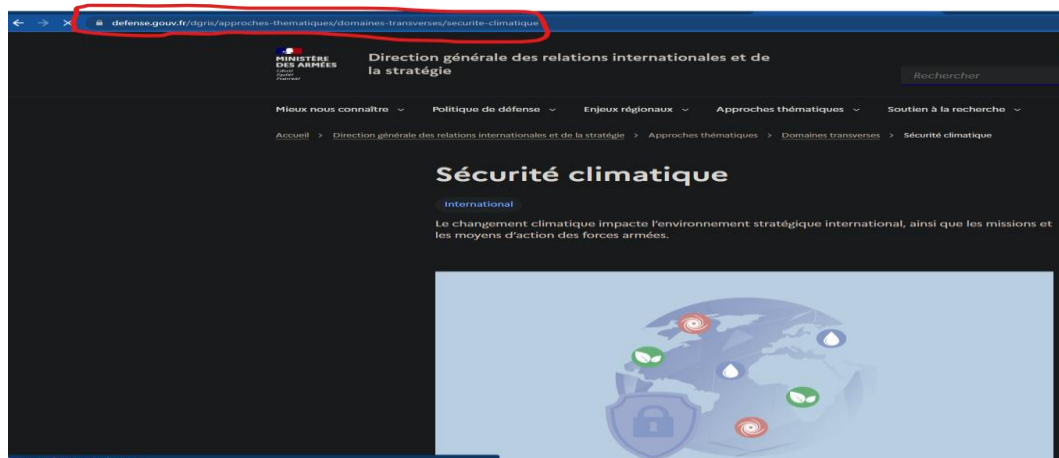 defense.gouv.fr/dgris/approches-thematiques/domaines-transverses/securite-climatique
MINISTÈRE
DES ARMÉES
Liberté
Égalité
Fraternité
Direction générale des relations internationales et de
la stratégie
Rechercher
Mieux nous connaître Politique de défense Enjeux régionaux Approches thématiques Soutien à la recherche
Accueil > Direction générale des relations internationales et de la stratégie > Approches thématiques > Domaines transverses > Sécurité climatique
Sécurité climatique
International
Le changement climatique impacte l'environnement stratégique international, ainsi que les missions et
les moyens d'action des forces armées.